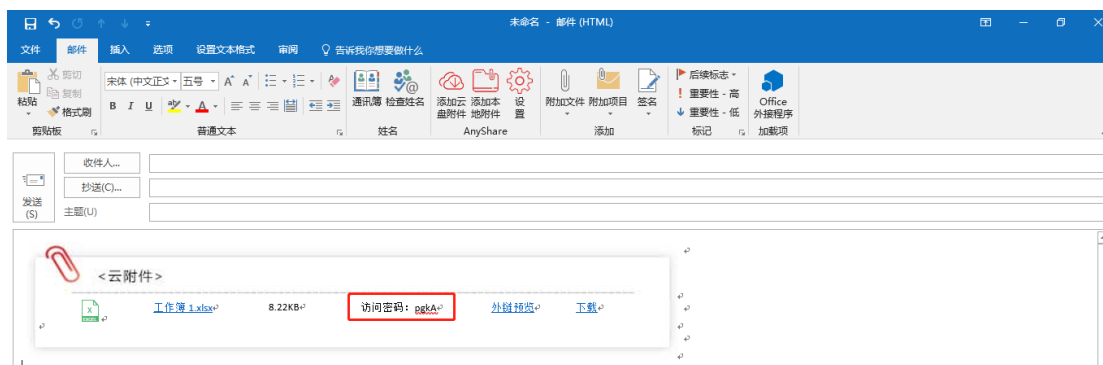 未命名 - 邮件 (HTML)
文件 邮件 插入 选项 设置文本格式 审阅 告诉我你想要做什么
粘贴
剪切
复制
格式刷
剪贴板
宋体 (中文正文 五号 A A
B I U
普通文本
通讯簿 检查姓名
姓名
添加云盘附件 添加本地附件 设置
AnyShare
附加文件 附加项目 签名
添加
后续标志
重要性 - 高
重要性 - 低
标记
Office
外接程序
加载项
发送
(S)
收件人...
抄送(C)...
主题(U)
<云附件>
工作簿 1.xlsx 8.22KB 访问密码：pgkA 外链预览 下载